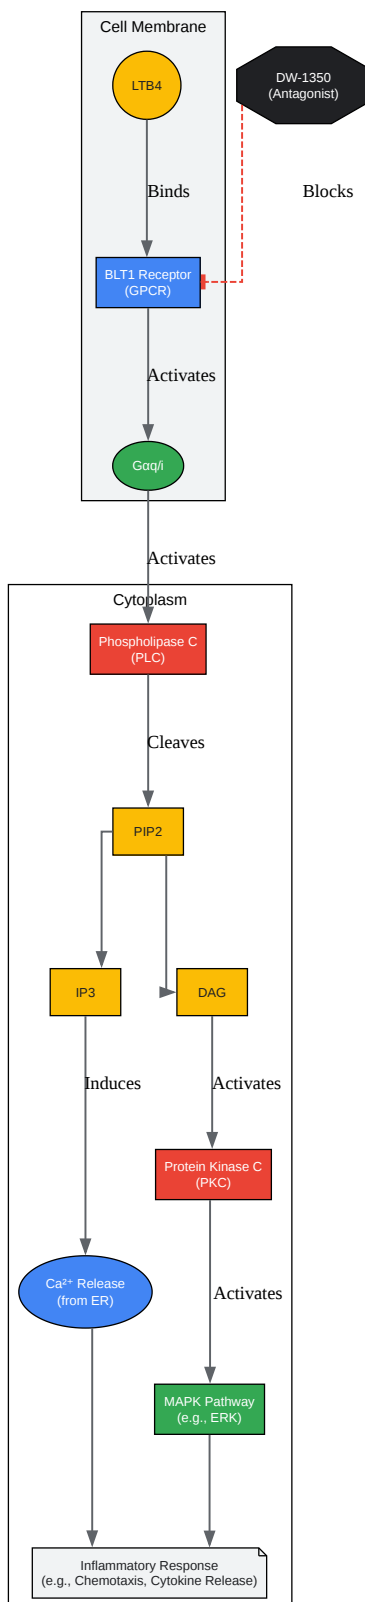 Cell Membrane
LTB4
DW-1350
(Antagonist)
Binds
Blocks
BLT1 Receptor
(GPCR)
Activates
Gαq/i
Activates
Cytoplasm
Phospholipase C
(PLC)
Cleaves
PIP2
IP3
DAG
Induces
Activates
Protein Kinase C
(PKC)
Ca²⁺ Release
(from ER)
Activates
MAPK Pathway
(e.g., ERK)
Inflammatory Response
(e.g., Chemotaxis, Cytokine Release)